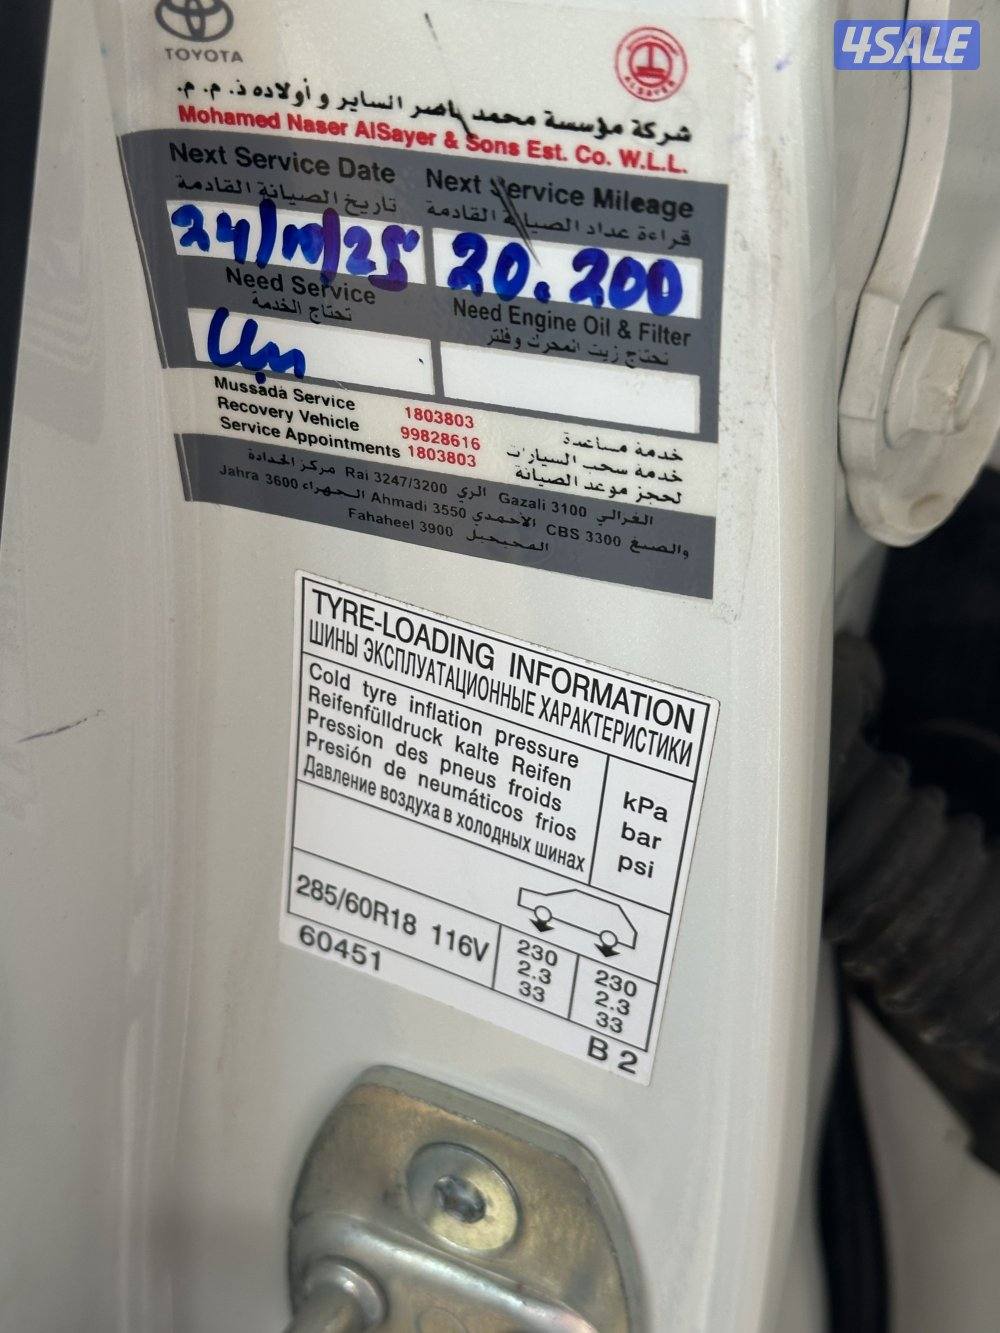 4SALE
TOYOTA
ALSAYER
شركة مؤسسة محمد ناصر الساير و أولاده ذ. م. م.
Mohamed Naser AlSayer & Sons Est. Co. W.L.L.
Next Service Date Next Service Mileage
تاريخ الصيانة القادمة قراءة عداد الصيانة القادمة
24/10/25 20.200
Need Service Need Engine Oil & Filter
تحتاج الخدمة تحتاج زيت المحرك وفلتر
Mussada Service 1803803 خدمة مساعدة
Recovery Vehicle 99828616 خدمة سحب السيارات
Service Appointments 1803803 لحجز موعد الصيانة
Rai 3247/3200 الري Gazali 3100 الغزالي
Jahra 3600 الجهراء Ahmadi 3550 الأحمدي CBS 3300 مركز الحدادة والصبغ
Fahaheel 3900 الفحيحيل
TYRE-LOADING INFORMATION
ШИНЫ ЭКСПЛУАТАЦИОННЫЕ ХАРАКТЕРИСТИКИ
Cold tyre inflation pressure
Reifenfülldruck kalte Reifen
Pression des pneus froids
Presión de neumáticos frios
Давление воздуха в холодных шинах
kPa
bar
psi
285/60R18 116V
230 230
2.3 2.3
33 33
60451
B 2